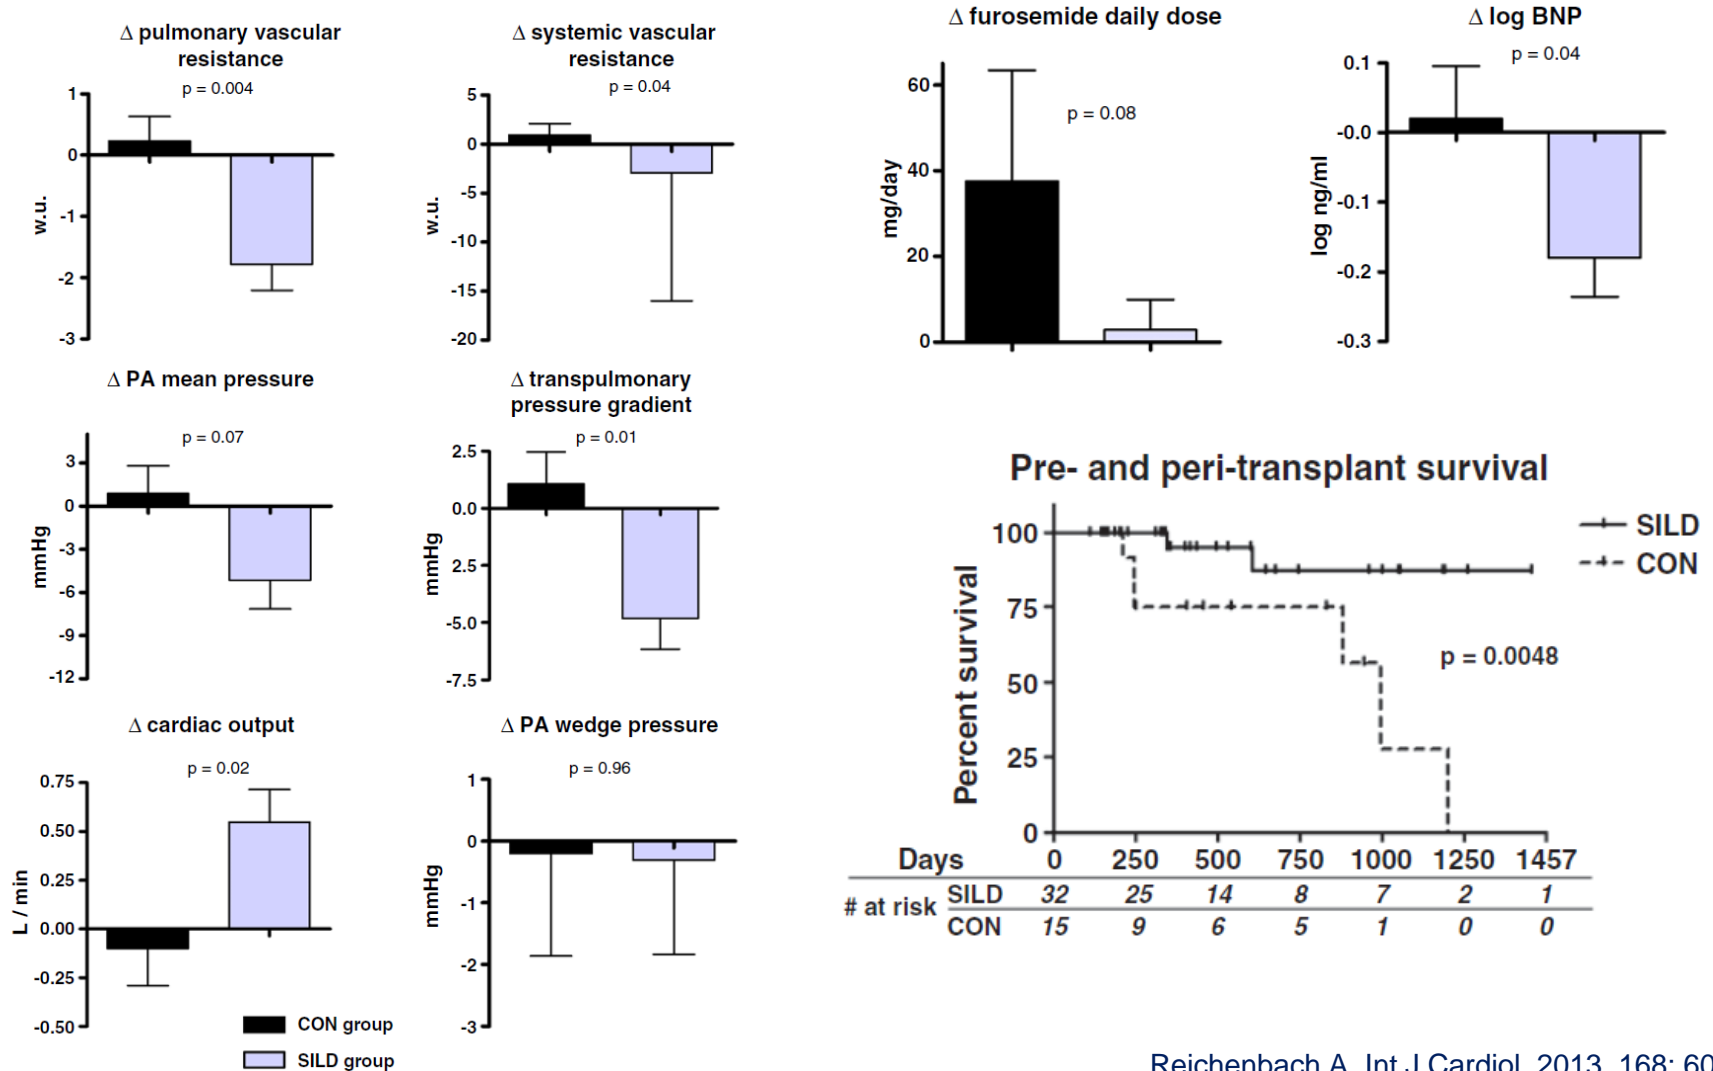 Δ pulmonary vascular
resistance
p = 0.004
1
0
-1
-2
-3
w.u.
Δ systemic vascular
resistance
p = 0.04
5
0
-5
-10
-15
-20
w.u.
Δ furosemide daily dose
p = 0.08
60
40
20
0
mg/day
Δ log BNP
p = 0.04
0.1
-0.0
-0.1
-0.2
-0.3
log ng/ml
Δ PA mean pressure
p = 0.07
3
0
-3
-6
-9
-12
mmHg
Δ transpulmonary
pressure gradient
p = 0.01
2.5
0.0
2.5
-5.0
-7.5
mmHg
Δ cardiac output
p = 0.02
0.75
0.50
0.25
0.00
-0.25
-0.50
L / min
CON group
SILD group
Δ PA wedge pressure
p = 0.96
1
0
-1
-2
-3
mmHg
Pre- and peri-transplant survival
SILD
CON
100
75
50
25
0
Percent survival
p = 0.0048
Days 0 250 500 750 1000 1250 1457
# at risk
SILD 32 25 14 8 7 2 1
CON 15 9 6 5 1 0 0
Reichenbach A, Int J Cardiol, 2013, 168: 60